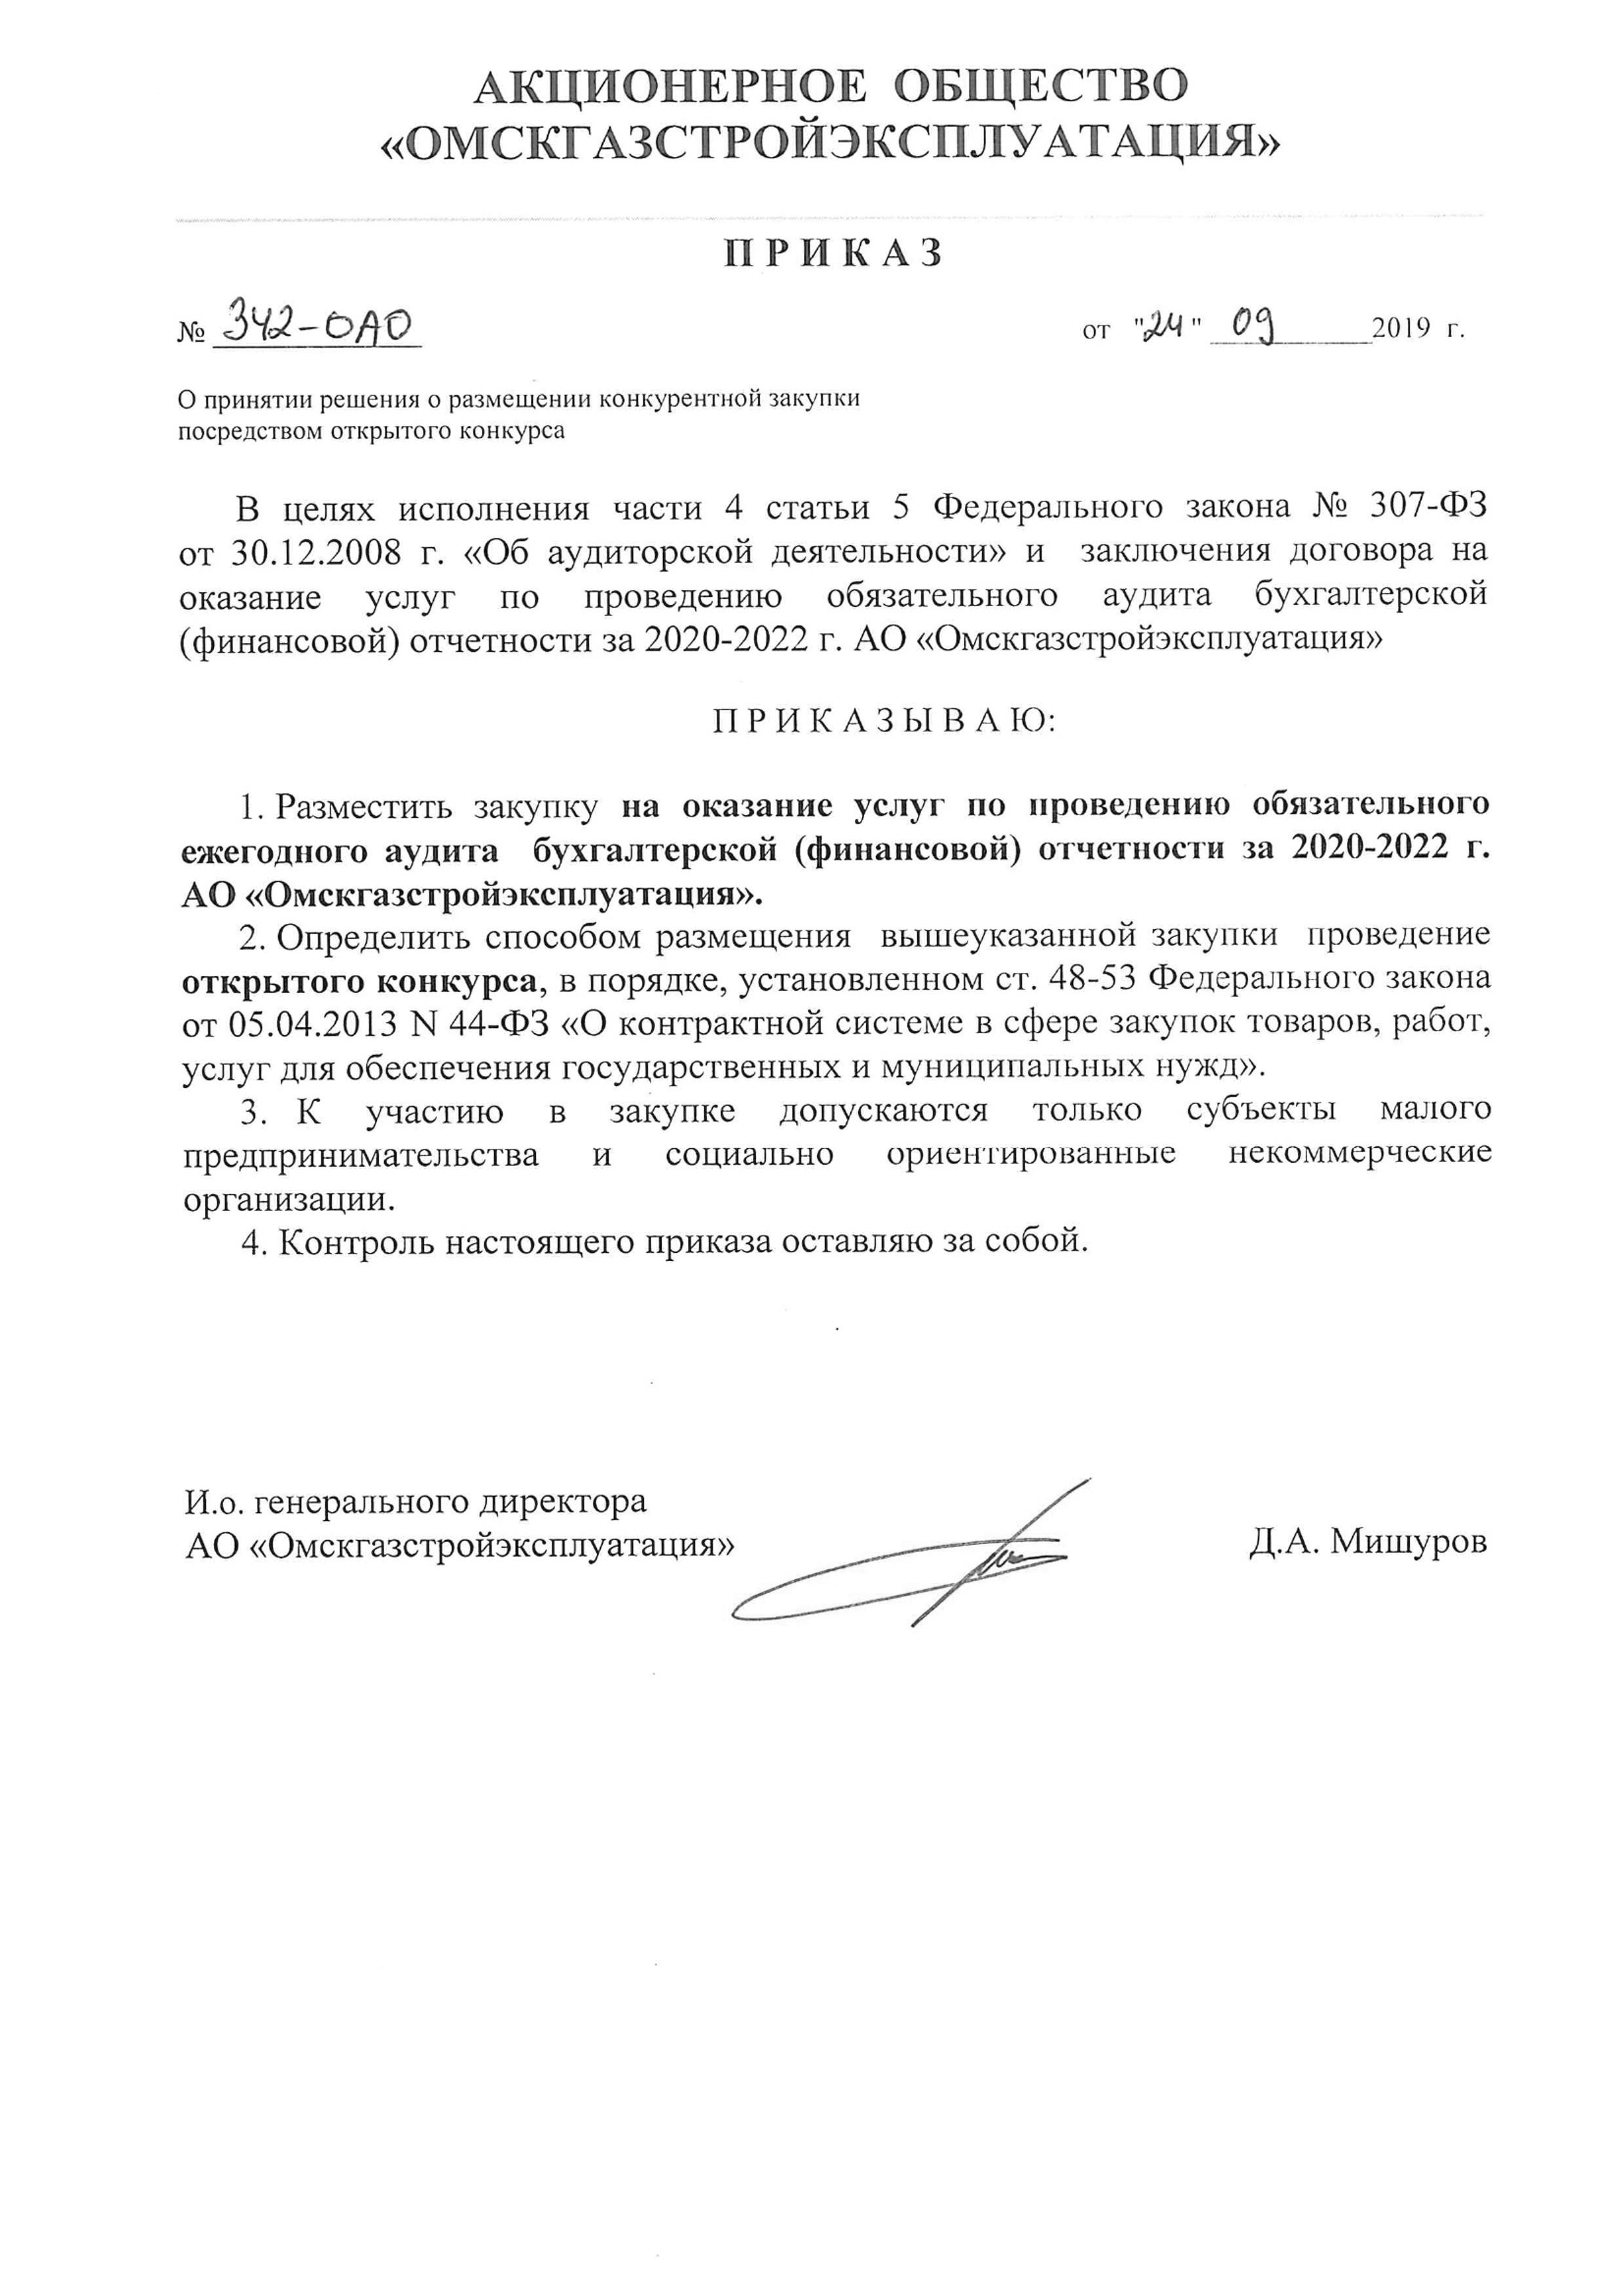 АКЦИОНЕРНОЕ ОБЩЕСТВО
«ОМСКГАЗСТРОЙЭКСПЛУАТАЦИЯ»
П Р И К А З
№ 342-ОАО от "24" 09 2019 г.
О принятии решения о размещении конкурентной закупки
посредством открытого конкурса
В целях исполнения части 4 статьи 5 Федерального закона № 307-ФЗ
от 30.12.2008 г. «Об аудиторской деятельности» и заключения договора на
оказание услуг по проведению обязательного аудита бухгалтерской
(финансовой) отчетности за 2020-2022 г. АО «Омскгазстройэксплуатация»
П Р И К А З Ы В А Ю:
1. Разместить закупку на оказание услуг по проведению обязательного
ежегодного аудита бухгалтерской (финансовой) отчетности за 2020-2022 г.
АО «Омскгазстройэксплуатация».
2. Определить способом размещения вышеуказанной закупки проведение
открытого конкурса, в порядке, установленном ст. 48-53 Федерального закона
от 05.04.2013 N 44-ФЗ «О контрактной системе в сфере закупок товаров, работ,
услуг для обеспечения государственных и муниципальных нужд».
3. К участию в закупке допускаются только субъекты малого
предпринимательства и социально ориентированные некоммерческие
организации.
4. Контроль настоящего приказа оставляю за собой.
И.о. генерального директора
АО «Омскгазстройэксплуатация» Д.А. Мишуров